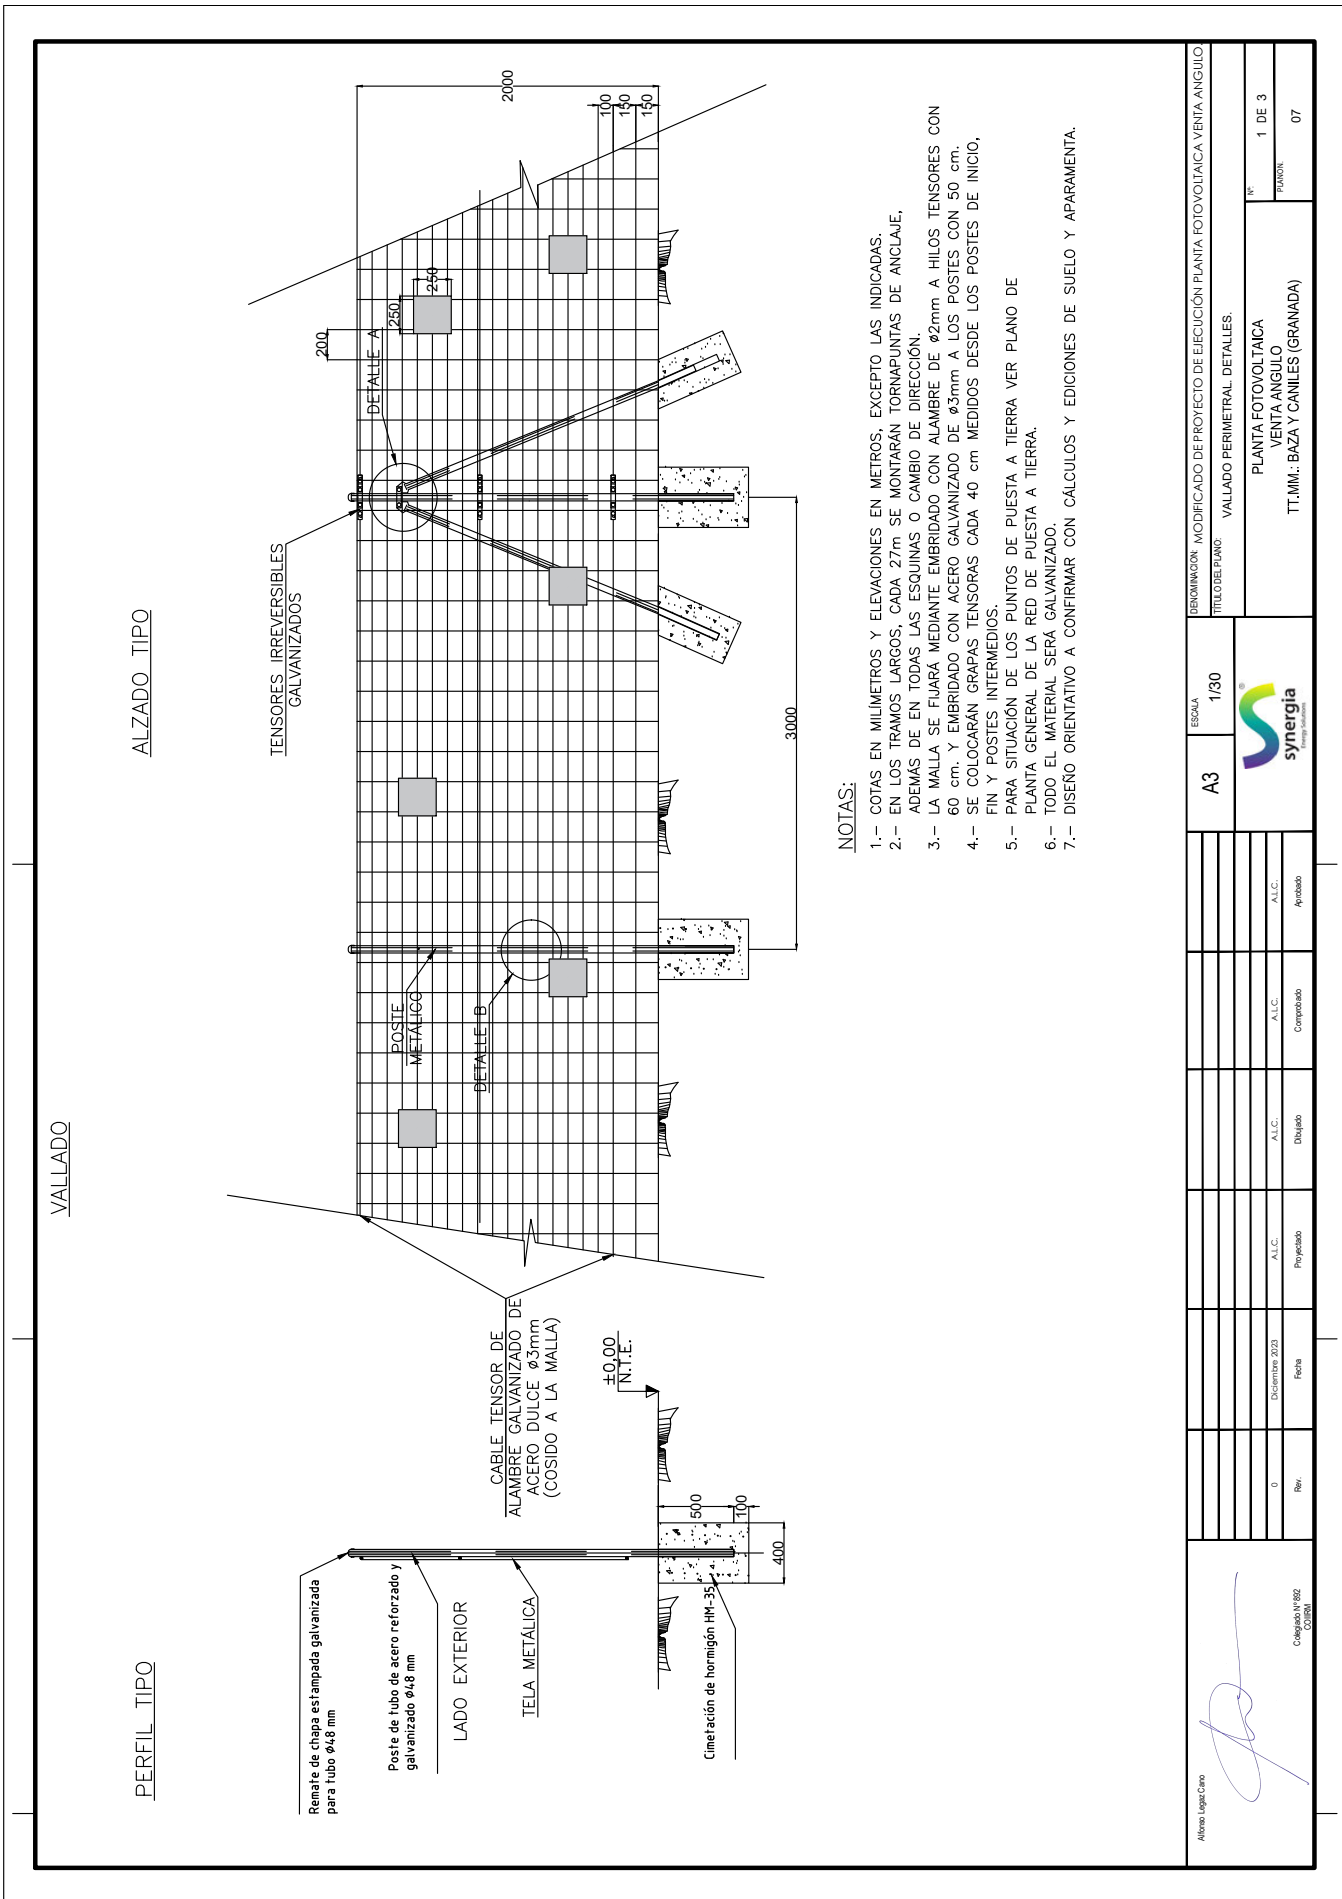 VALLADO
PERFIL TIPO
ALZADO TIPO
Remate de chapa estampada galvanizada
para tubo Ø48 mm
Poste de tubo de acero reforzado y
galvanizado Ø48 mm
LADO EXTERIOR
TELA METÁLICA
Cimetación de hormigón HM-35
500
100
400
±0,00
N.T.E.
CABLE TENSOR DE
ALAMBRE GALVANIZADO DE
ACERO DULCE Ø3mm
(COSIDO A LA MALLA)
POSTE
METÁLICO
DETALLE B
TENSORES IRREVERSIBLES
GALVANIZADOS
DETALLE A
200
250
250
2000
100
150
150
3000
NOTAS:
1.- COTAS EN MILÍMETROS Y ELEVACIONES EN METROS, EXCEPTO LAS INDICADAS.
2.- EN LOS TRAMOS LARGOS, CADA 27m SE MONTARÁN TORNAPUNTAS DE ANCLAJE,
ADEMÁS DE EN TODAS LAS ESQUINAS O CAMBIO DE DIRECCIÓN.
3.- LA MALLA SE FIJARÁ MEDIANTE EMBRIDADO CON ALAMBRE DE Ø2mm A HILOS TENSORES CON
60 cm. Y EMBRIDADO CON ACERO GALVANIZADO DE Ø3mm A LOS POSTES CON 50 cm.
4.- SE COLOCARÁN GRAPAS TENSORAS CADA 40 cm MEDIDOS DESDE LOS POSTES DE INICIO,
FIN Y POSTES INTERMEDIOS.
5.- PARA SITUACIÓN DE LOS PUNTOS DE PUESTA A TIERRA VER PLANO DE
PLANTA GENERAL DE LA RED DE PUESTA A TIERRA.
6.- TODO EL MATERIAL SERÁ GALVANIZADO.
7.- DISEÑO ORIENTATIVO A CONFIRMAR CON CÁLCULOS Y EDICIONES DE SUELO Y APARAMENTA.
Alfonso Legaz Cano
Colegiado Nº 892
COIIRM
0 Diciembre 2023 A.L.C. A.L.C. A.L.C. A.L.C.
Rev. Fecha Proyectado Dibujado Comprobado Aprobado
A3
ESCALA
1/30
synergia
Energy Solutions
®
DENOMINACION: MODIFICADO DE PROYECTO DE EJECUCIÓN PLANTA FOTOVOLTAICA VENTA ANGULO.
TÍTULO DEL PLANO:
VALLADO PERIMETRAL. DETALLES.
PLANTA FOTOVOLTAICA
VENTA ANGULO
TT.MM.: BAZA Y CANILES (GRANADA)
Nº:
1 DE 3
PLANO N.
07